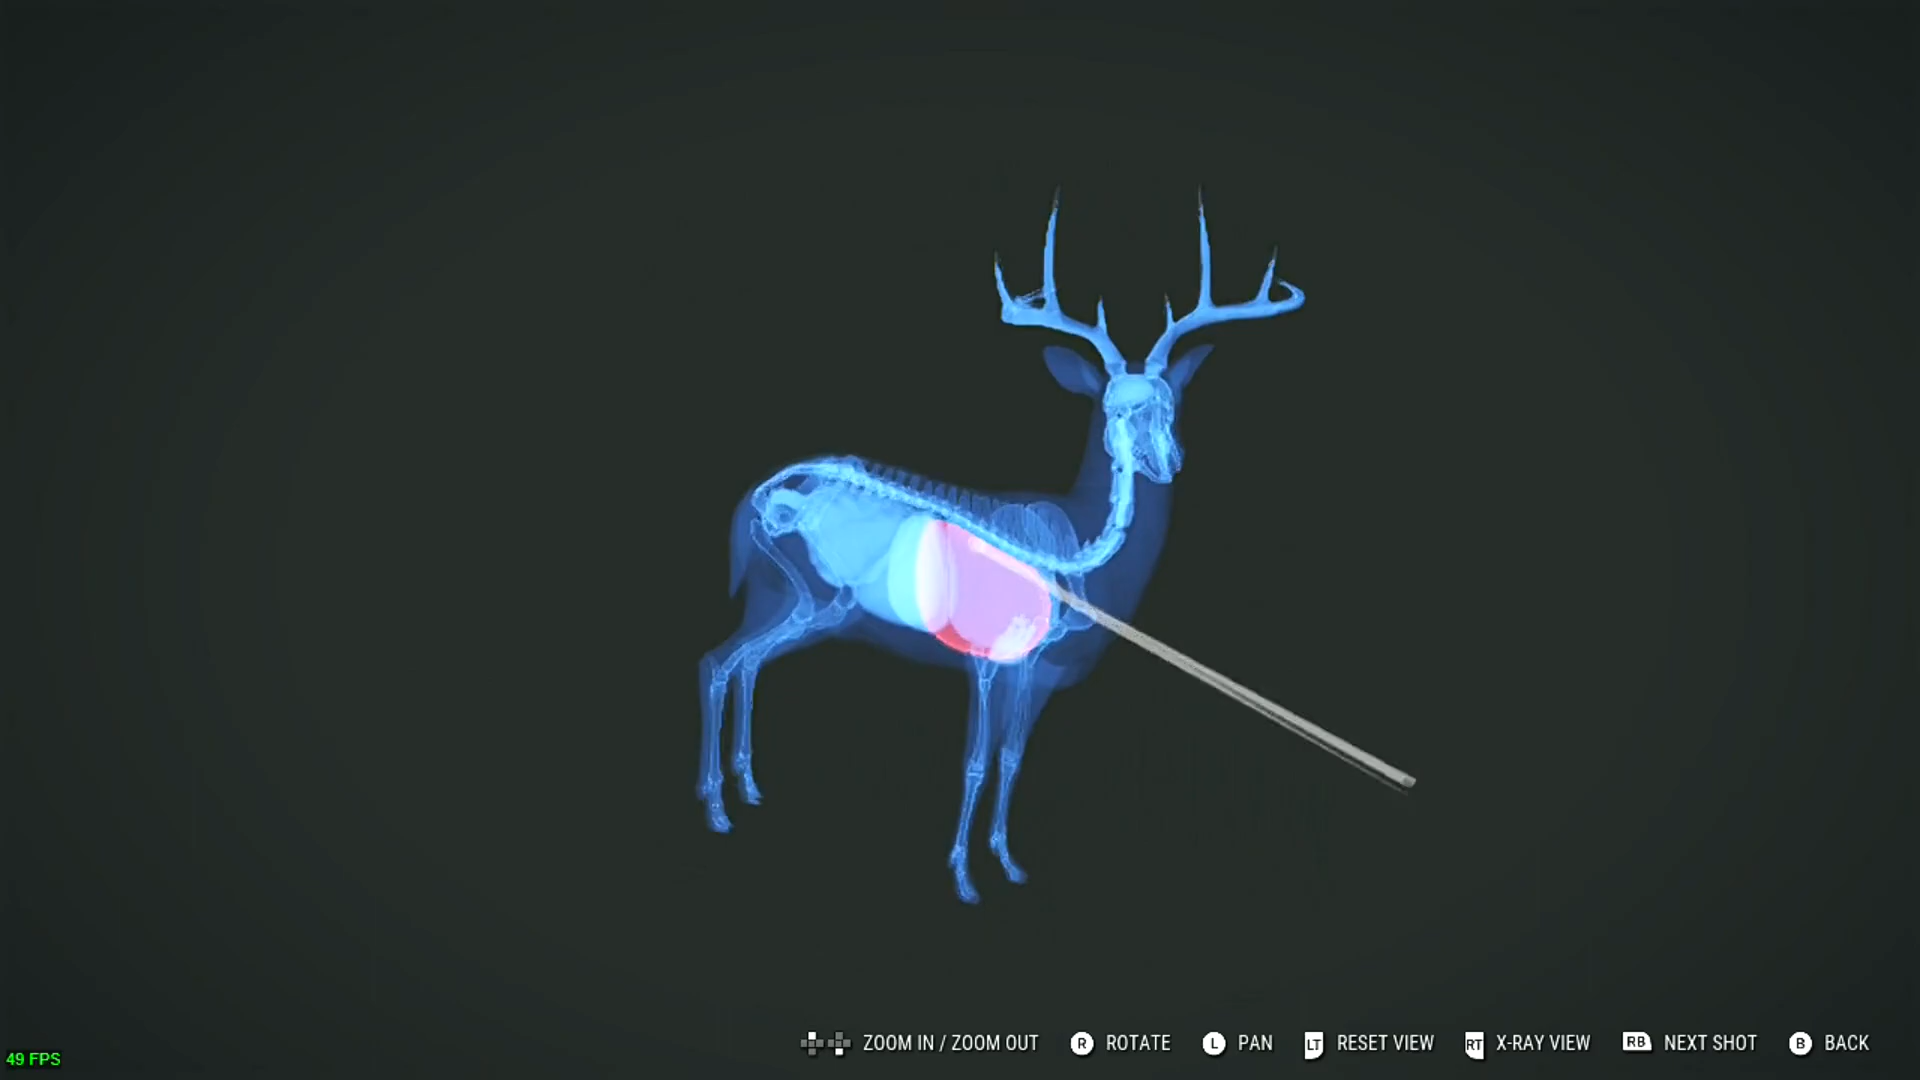 ZOOM IN / ZOOM OUT R ROTATE L PAN LT RESET VIEW RT X-RAY VIEW RB NEXT SHOT B BACK
49 FPS